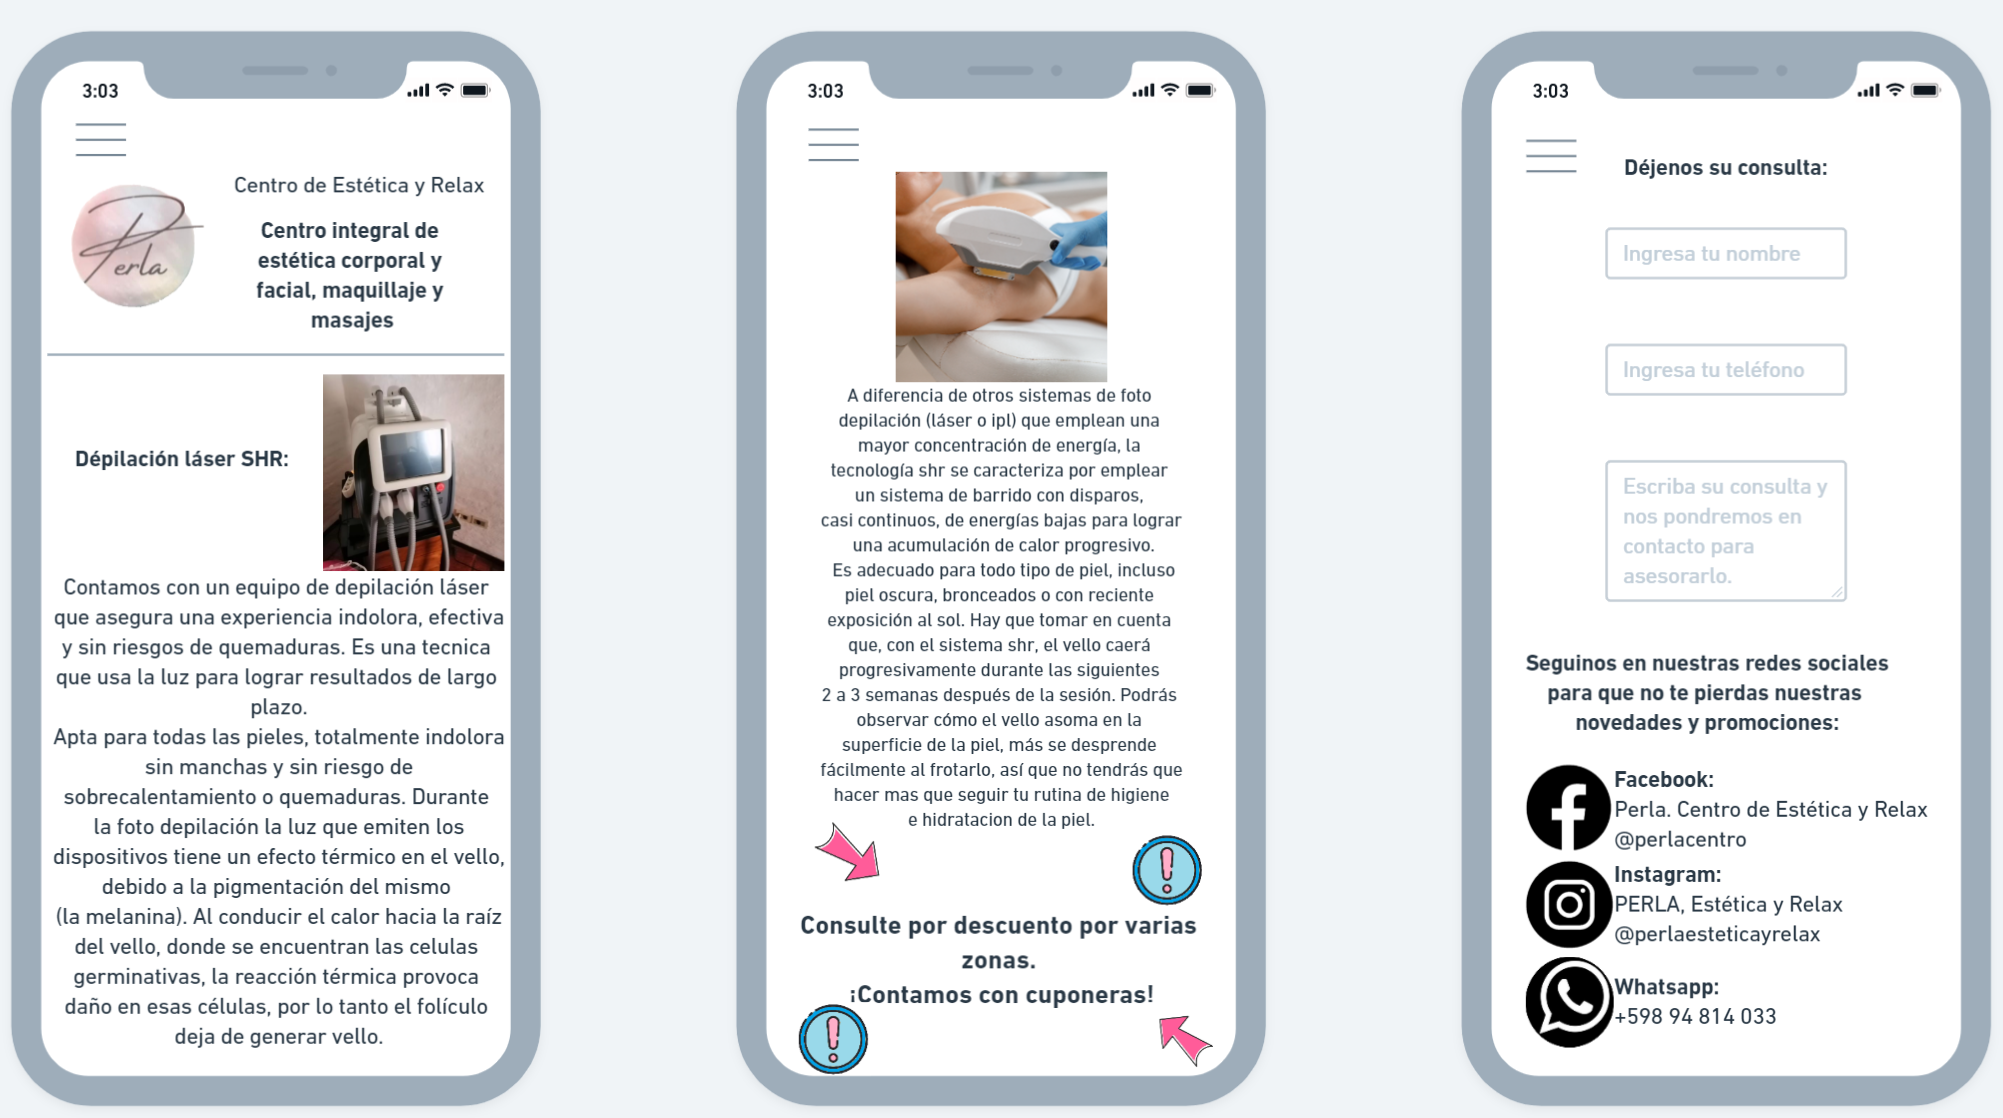 3:03
Perla
Centro de Estética y Relax
Centro integral de
estética corporal y
facial, maquillaje y
masajes
Dépilación láser SHR:
Contamos con un equipo de depilación láser
que asegura una experiencia indolora, efectiva
y sin riesgos de quemaduras. Es una tecnica
que usa la luz para lograr resultados de largo
plazo.
Apta para todas las pieles, totalmente indolora
sin manchas y sin riesgo de
sobrecalentamiento o quemaduras. Durante
la foto depilación la luz que emiten los
dispositivos tiene un efecto térmico en el vello,
debido a la pigmentación del mismo
(la melanina). Al conducir el calor hacia la raíz
del vello, donde se encuentran las celulas
germinativas, la reacción térmica provoca
daño en esas células, por lo tanto el folículo
deja de generar vello.
3:03
A diferencia de otros sistemas de foto
depilación (láser o ipl) que emplean una
mayor concentración de energía, la
tecnología shr se caracteriza por emplear
un sistema de barrido con disparos,
casi continuos, de energías bajas para lograr
una acumulación de calor progresivo.
Es adecuado para todo tipo de piel, incluso
piel oscura, bronceados o con reciente
exposición al sol. Hay que tomar en cuenta
que, con el sistema shr, el vello caerá
progresivamente durante las siguientes
2 a 3 semanas después de la sesión. Podrás
observar cómo el vello asoma en la
superficie de la piel, más se desprende
fácilmente al frotarlo, así que no tendrás que
hacer mas que seguir tu rutina de higiene
e hidratacion de la piel.
Consulte por descuento por varias
zonas.
¡Contamos con cuponeras!
3:03
Déjenos su consulta:
Ingresa tu nombre
Ingresa tu teléfono
Escriba su consulta y
nos pondremos en
contacto para
asesorarlo.
Seguinos en nuestras redes sociales
para que no te pierdas nuestras
novedades y promociones:
Facebook:
Perla. Centro de Estética y Relax
@perlacentro
Instagram:
PERLA, Estética y Relax
@perlaesteticayrelax
Whatsapp:
+598 94 814 033